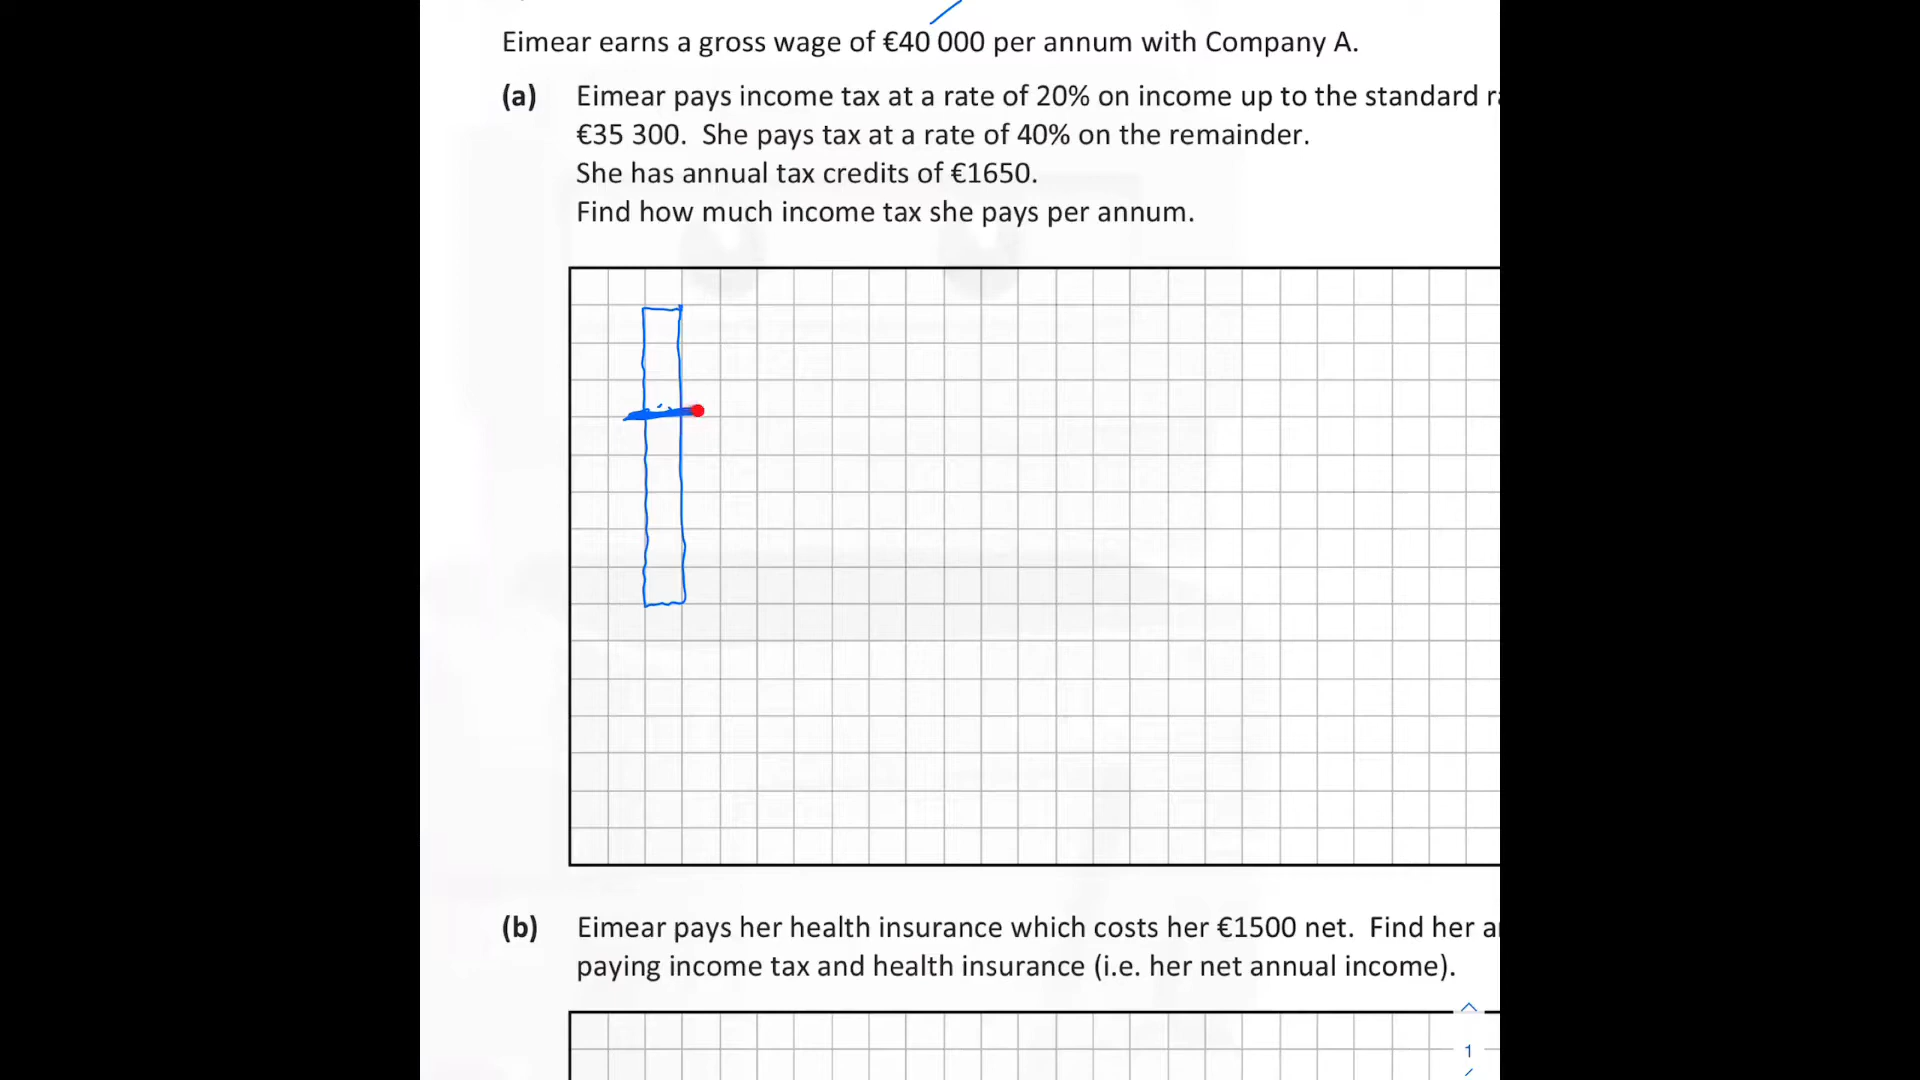 Eimear earns a gross wage of €40 000 per annum with Company A.
(a) Eimear pays income tax at a rate of 20% on income up to the standard
€35 300. She pays tax at a rate of 40% on the remainder.
She has annual tax credits of €1650.
Find how much income tax she pays per annum.
(b) Eimear pays her health insurance which costs her €1500 net. Find her
paying income tax and health insurance (i.e. her net annual income).
1